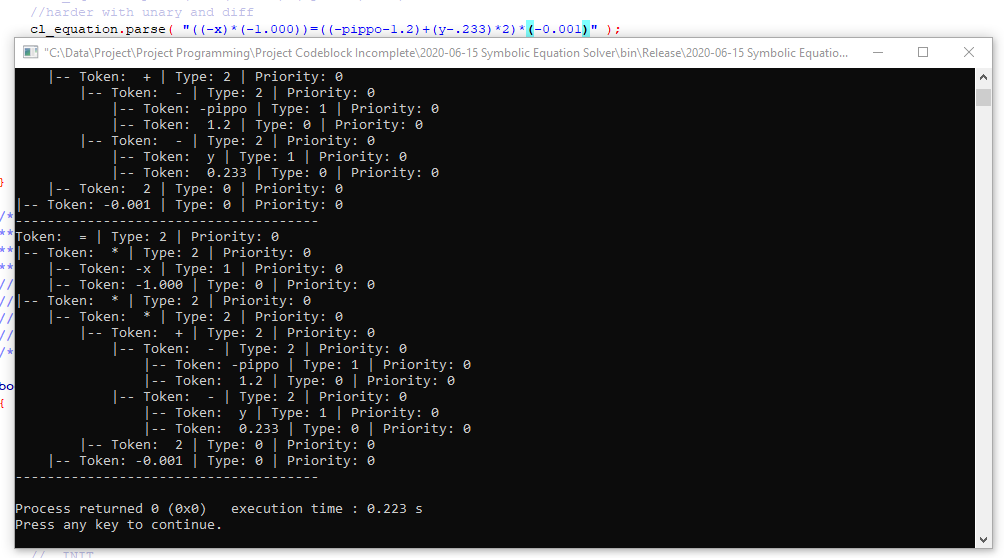 //harder with unary and diff
cl_equation.parse( "((-x)*(-1.000))=((-pippo-1.2)+(y-.233)*2)*(-0.001)" );
"C:\Data\Project\Project Programming\Project Codeblock Incomplete\2020-06-15 Symbolic Equation Solver\bin\Release\2020-06-15 Symbolic Equatio...
    |-- Token:  + | Type: 2 | Priority: 0
        |-- Token:  - | Type: 2 | Priority: 0
            |-- Token: -pippo | Type: 1 | Priority: 0
            |-- Token:  1.2 | Type: 0 | Priority: 0
        |-- Token:  - | Type: 2 | Priority: 0
            |-- Token:  y | Type: 1 | Priority: 0
            |-- Token:  0.233 | Type: 0 | Priority: 0
    |-- Token:  2 | Type: 0 | Priority: 0
|-- Token: -0.001 | Type: 0 | Priority: 0
--------------------------------------
Token:  = | Type: 2 | Priority: 0
|-- Token:  * | Type: 2 | Priority: 0
    |-- Token: -x | Type: 1 | Priority: 0
    |-- Token: -1.000 | Type: 0 | Priority: 0
|-- Token:  * | Type: 2 | Priority: 0
    |-- Token:  * | Type: 2 | Priority: 0
        |-- Token:  + | Type: 2 | Priority: 0
            |-- Token:  - | Type: 2 | Priority: 0
                |-- Token: -pippo | Type: 1 | Priority: 0
                |-- Token:  1.2 | Type: 0 | Priority: 0
            |-- Token:  - | Type: 2 | Priority: 0
                |-- Token:  y | Type: 1 | Priority: 0
                |-- Token:  0.233 | Type: 0 | Priority: 0
        |-- Token:  2 | Type: 0 | Priority: 0
    |-- Token: -0.001 | Type: 0 | Priority: 0
--------------------------------------
Process returned 0 (0x0)   execution time : 0.223 s
Press any key to continue.
}
/*
**
**
**
//
//
//
//
/*
bo
{
//  INIT